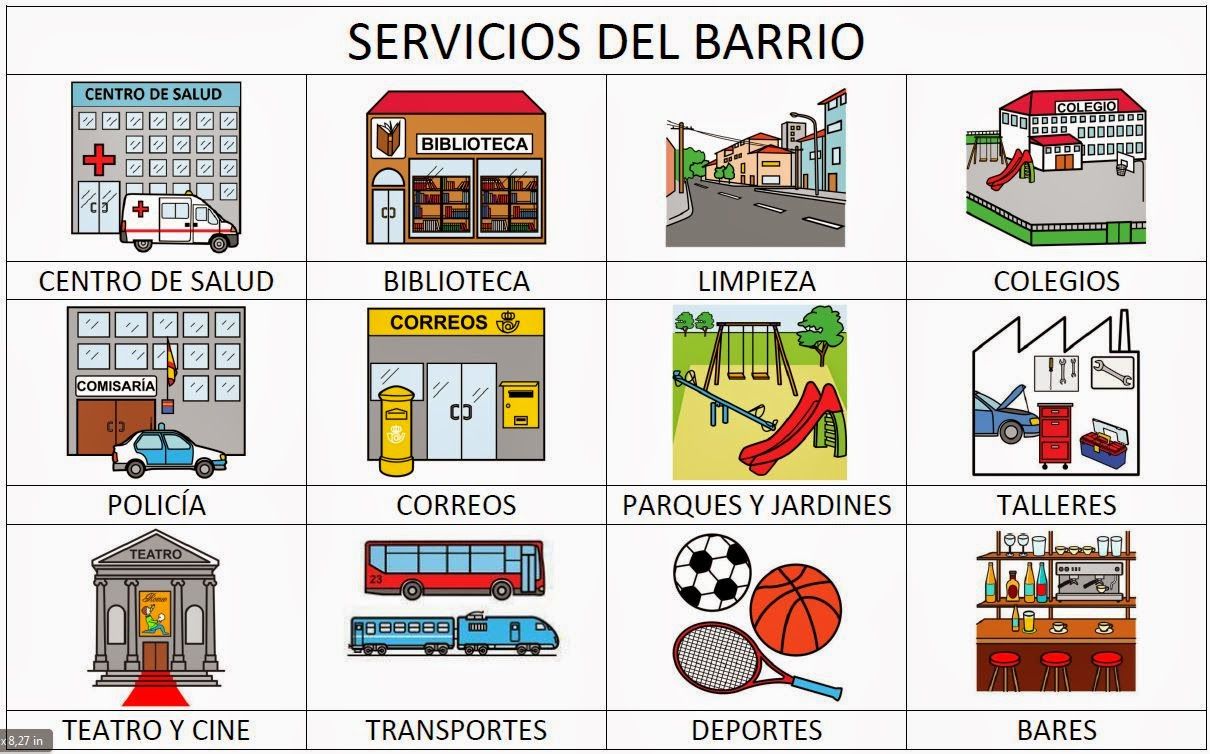 SERVICIOS DEL BARRIO
CENTRO DE SALUD
BIBLIOTECA
COLEGIO
CENTRO DE SALUD
BIBLIOTECA
LIMPIEZA
COLEGIOS
COMISARÍA
CORREOS
POLICÍA
CORREOS
PARQUES Y JARDINES
TALLERES
TEATRO
23
TEATRO Y CINE
TRANSPORTES
DEPORTES
BARES
x 8,27 in